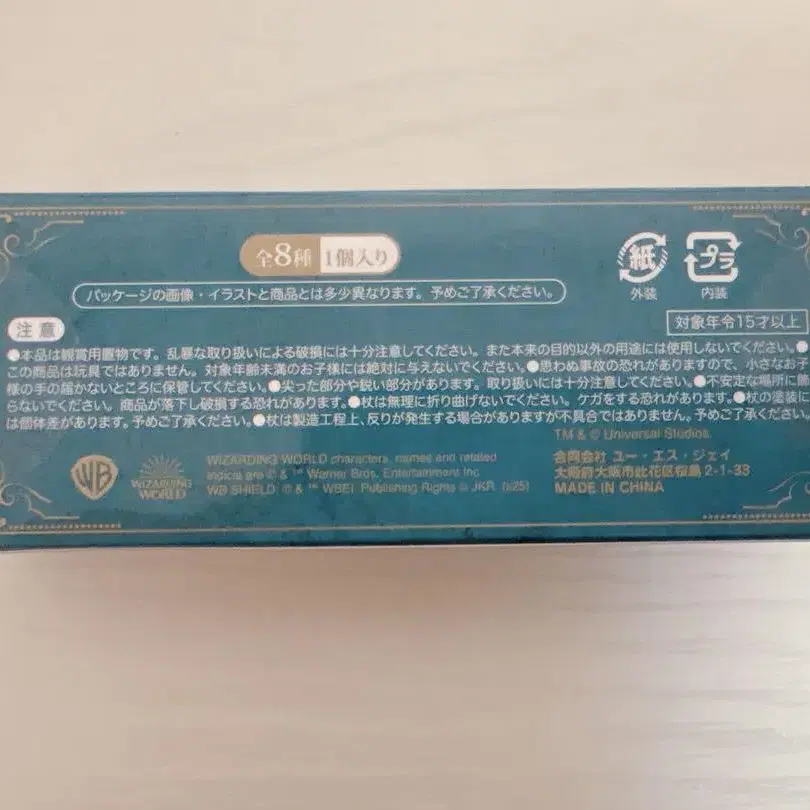 全8種 1個入り
パッケージの画像・イラストと商品とは多少異なります。予めご了承ください。
紙 プラ
外装 内装
対象年令15才以上
注意
●本品は観賞用置物です。乱暴な取り扱いによる破損には十分注意してください。また本来の目的以外の用途には使用しないでください。●
この商品は玩具ではありません。対象年齢未満のお子様には絶対に与えないでください。●思わぬ事故の恐れがありますので、小さなお子
様の手の届かないところに保管してください。●尖った部分や鋭い部分があります。取り扱いには十分注意してください。●不安定な場所に飾
らないでください。商品が落下し破損する恐れがあります。●杖は無理に折り曲げないでください。ケガをする恐れがあります。●杖の塗装に
は個体差があります。予めご了承ください。●杖は製造工程上、反りが発生する場合がありますが不具合ではありません。予めご了承ください。
WB
WIZARDING
WORLD
WIZARDING WORLD characters, names and related
indicia are © & ™ Warner Bros. Entertainment Inc.
WB SHIELD: © & ™ WBEI. Publishing Rights © JKR. (s25)
TM & © Universal Studios.
合同会社 ユー・エス・ジェイ
大阪府大阪市此花区桜島2-1-33
MADE IN CHINA